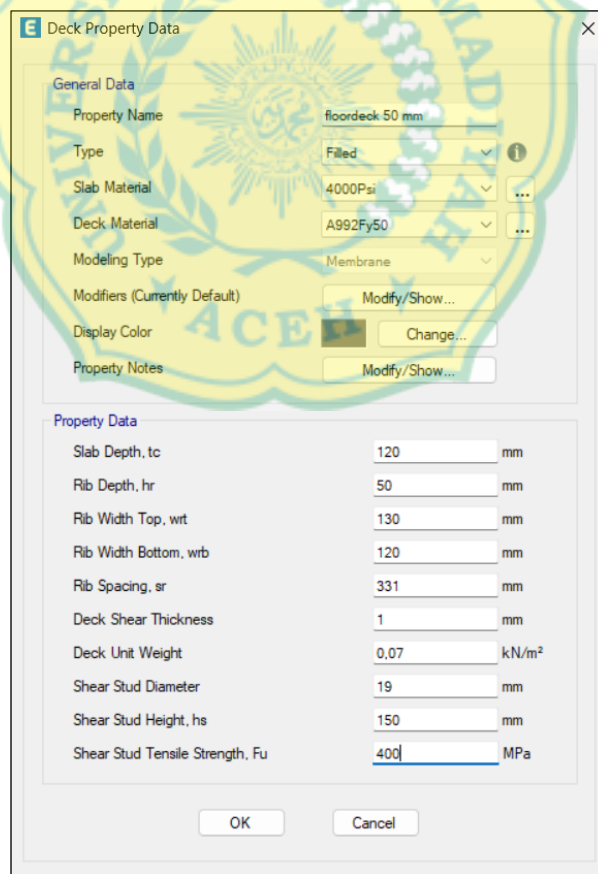 E Deck Property Data
General Data
Property Name floordeck 50 mm
Type Filled
Slab Material 4000Psi ...
Deck Material A992Fy50 ...
Modeling Type Membrane
Modifiers (Currently Default) Modify/Show...
Display Color Change...
Property Notes Modify/Show...
Property Data
Slab Depth, tc 120 mm
Rib Depth, hr 50 mm
Rib Width Top, wrt 130 mm
Rib Width Bottom, wrb 120 mm
Rib Spacing, sr 331 mm
Deck Shear Thickness 1 mm
Deck Unit Weight 0,07 kN/m²
Shear Stud Diameter 19 mm
Shear Stud Height, hs 150 mm
Shear Stud Tensile Strength, Fu 400 MPa
OK Cancel
ACEH